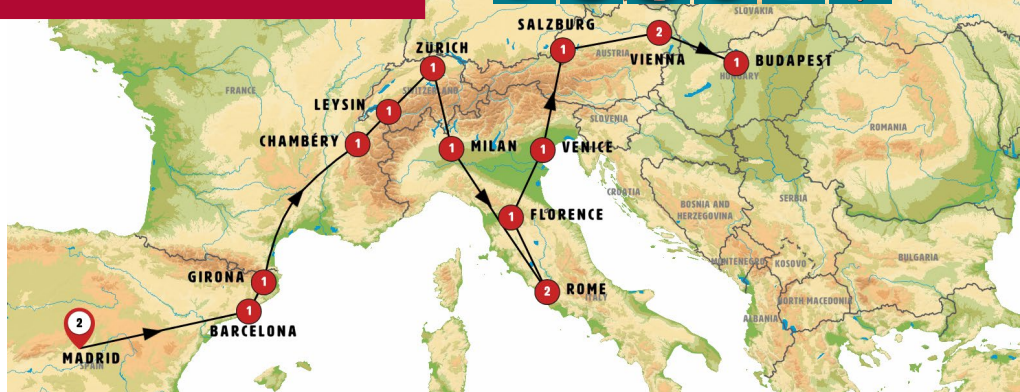 SLOVAKIA
SALZBURG
1
2
AUSTRIA
VIENNA
1
BUDAPEST
HUNGARY
ZÜRICH
1
SWITZERLAND
FRANCE
LEYSIN
1
CHAMBÉRY
1
1
MILAN
1
VENICE
SLOVENIA
ROMANIA
CROATIA
BOSNIA AND
HERZEGOVINA
SERBIA
1
FLORENCE
MONTENEGRO
KOSOVO
BULGARIA
GIRONA
1
2
ROME
ITALY
NORTH MACEDONIA
ALBANIA
1
BARCELONA
2
MADRID
SPAIN